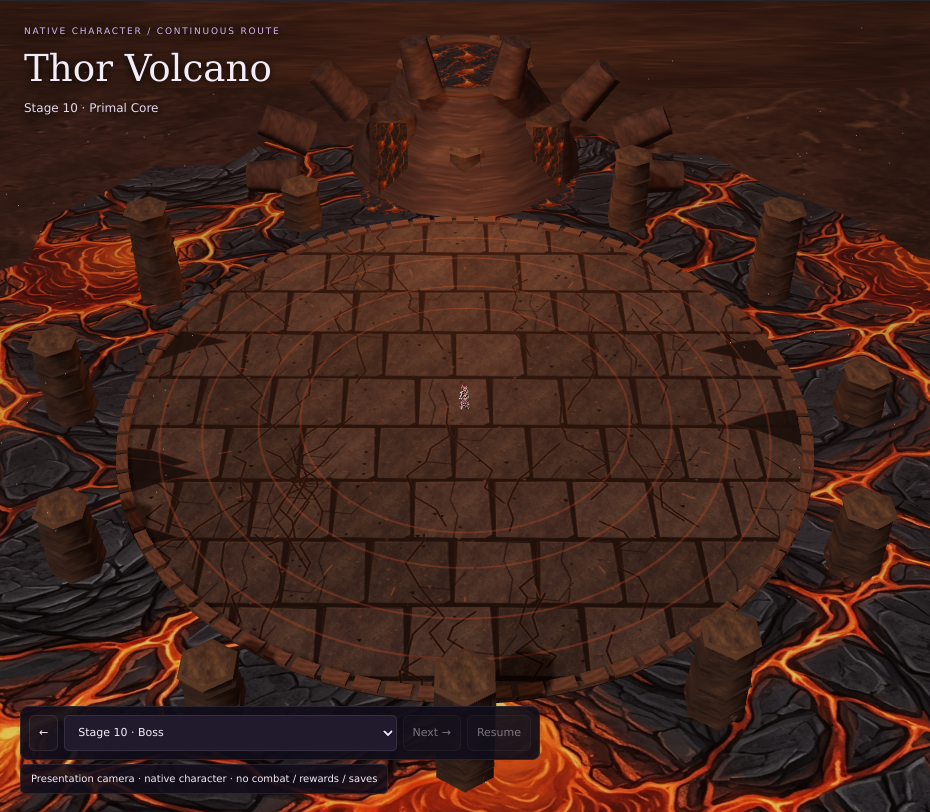 NATIVE CHARACTER / CONTINUOUS ROUTE
Thor Volcano
Stage 10 · Primal Core
← Stage 10 · Boss Next → Resume
Presentation camera · native character · no combat / rewards / saves